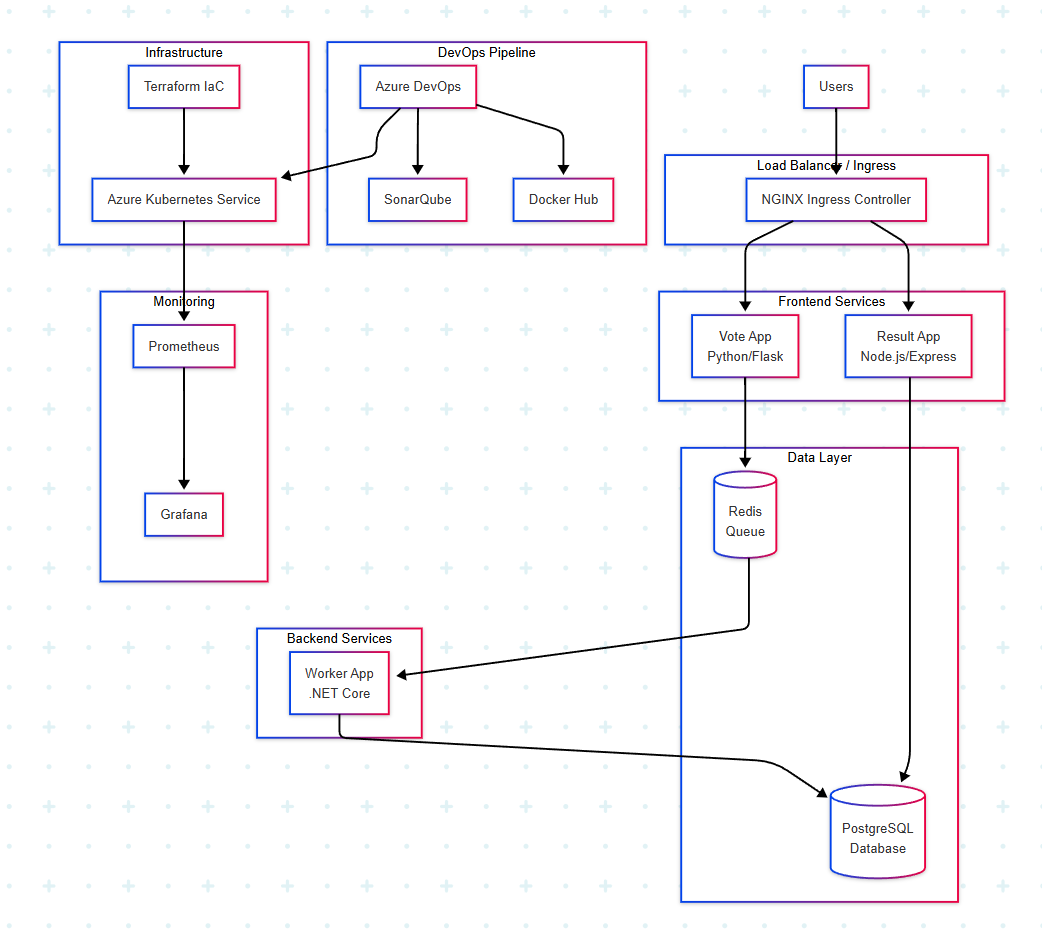 Infrastructure
Terraform IaC
Azure Kubernetes Service
DevOps Pipeline
Azure DevOps
SonarQube
Docker Hub
Users
Load Balancer / Ingress
NGINX Ingress Controller
Monitoring
Prometheus
Grafana
Frontend Services
Vote App
Python/Flask
Result App
Node.js/Express
Data Layer
Redis
Queue
Backend Services
Worker App
.NET Core
PostgreSQL
Database